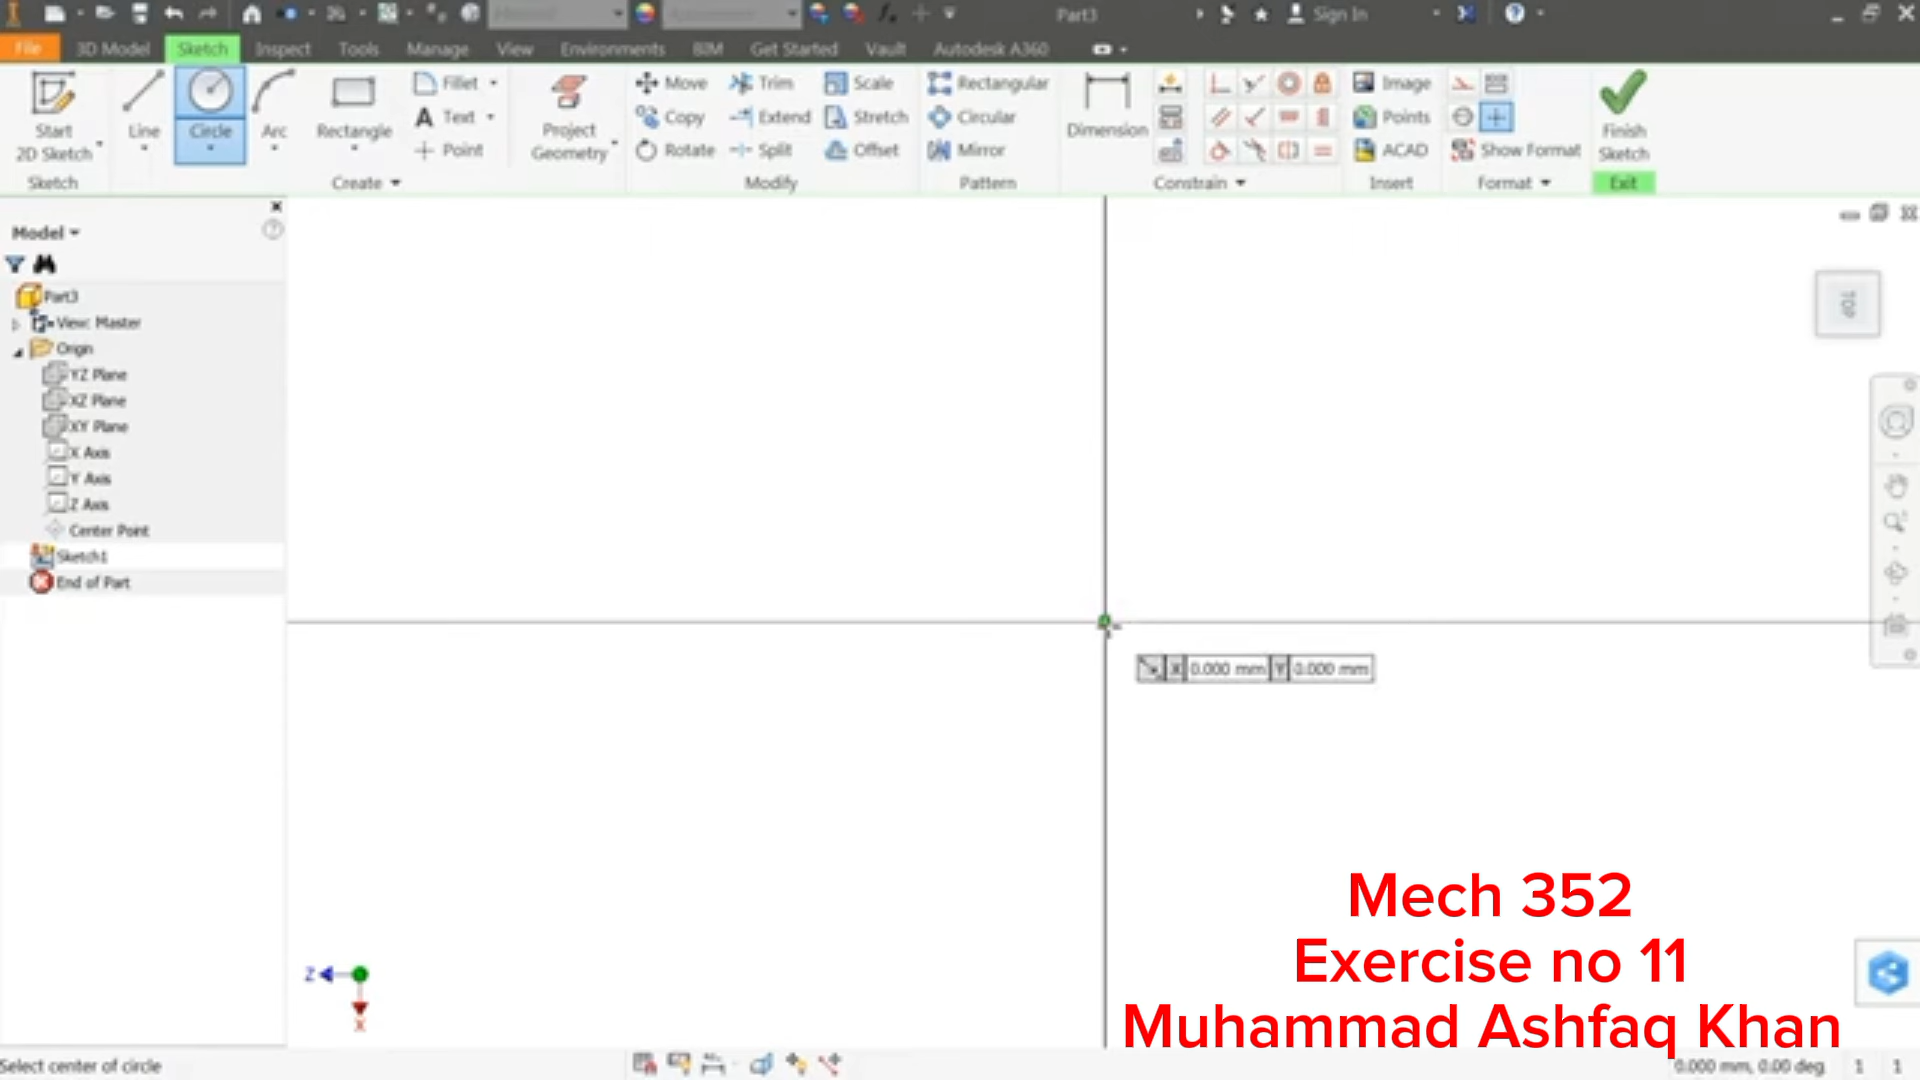 Part3
Sign In
File
3D Model
Sketch
Inspect
Tools
Manage
View
Environments
BIM
Get Started
Vault
Autodesk A360
Start
2D Sketch
Line
Circle
Arc
Rectangle
Fillet
Text
Point
Project
Geometry
Move
Copy
Rotate
Trim
Extend
Split
Scale
Stretch
Offset
Rectangular
Circular
Mirror
Dimension
Image
Points
ACAD
Show Format
Finish
Sketch
Sketch
Create
Modify
Pattern
Constrain
Insert
Format
Exit
Model
Part3
View: Master
Origin
YZ Plane
XZ Plane
XY Plane
X Axis
Y Axis
Z Axis
Center Point
Sketch1
End of Part
TOP
X 0.000 mm Y 0.000 mm
Z
X
Mech 352
Exercise no 11
Muhammad Ashfaq Khan
Select center of circle
0.000 mm, 0.00 deg
1 1